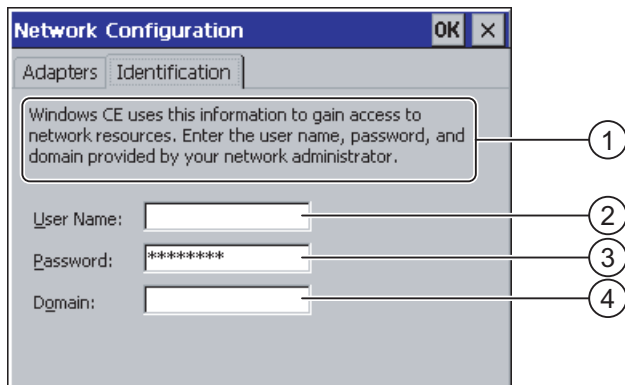 Network Configuration OK ×
Adapters Identification
Windows CE uses this information to gain access to
network resources. Enter the user name, password, and
domain provided by your network administrator.
1
User Name:
2
Password: ********
3
Domain:
4